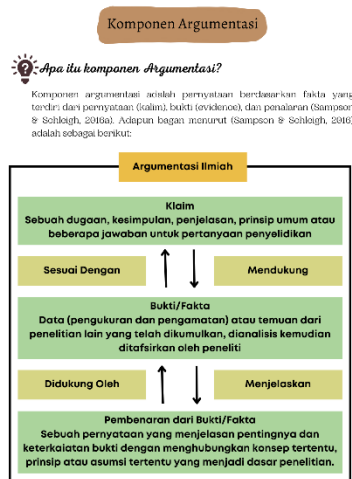 Komponen Argumentasi
Apa itu komponen Argumentasi?
Komponen argumentasi adalah pernyataan berdasarkan fakta yang
terdiri dari pernyataan (kalim), bukti (evidence), dan penalaran (Sampson
& Schleigh, 2016a). Adapun bagan menurut (Sampson & Schleigh, 2016)
adalah sebagai berikut:
Argumentasi Ilmiah
Klaim
Sebuah dugaan, kesimpulan, penjelasan, prinsip umum atau
beberapa jawaban untuk pertanyaan penyelidikan
Sesuai Dengan
Mendukung
Bukti/Fakta
Data (pengukuran dan pengamatan) atau temuan dari
penelitian lain yang telah dikumulkan, dianalisis kemudian
ditafsirkan oleh peneliti
Didukung Oleh
Menjelaskan
Pembenaran dari Bukti/Fakta
Sebuah pernyataan yang menjelasan pentingnya dan
keterkaiatan bukti dengan menghubungkan konsep tertentu,
prinsip atau asumsi tertentu yang menjadi dasar penelitian.